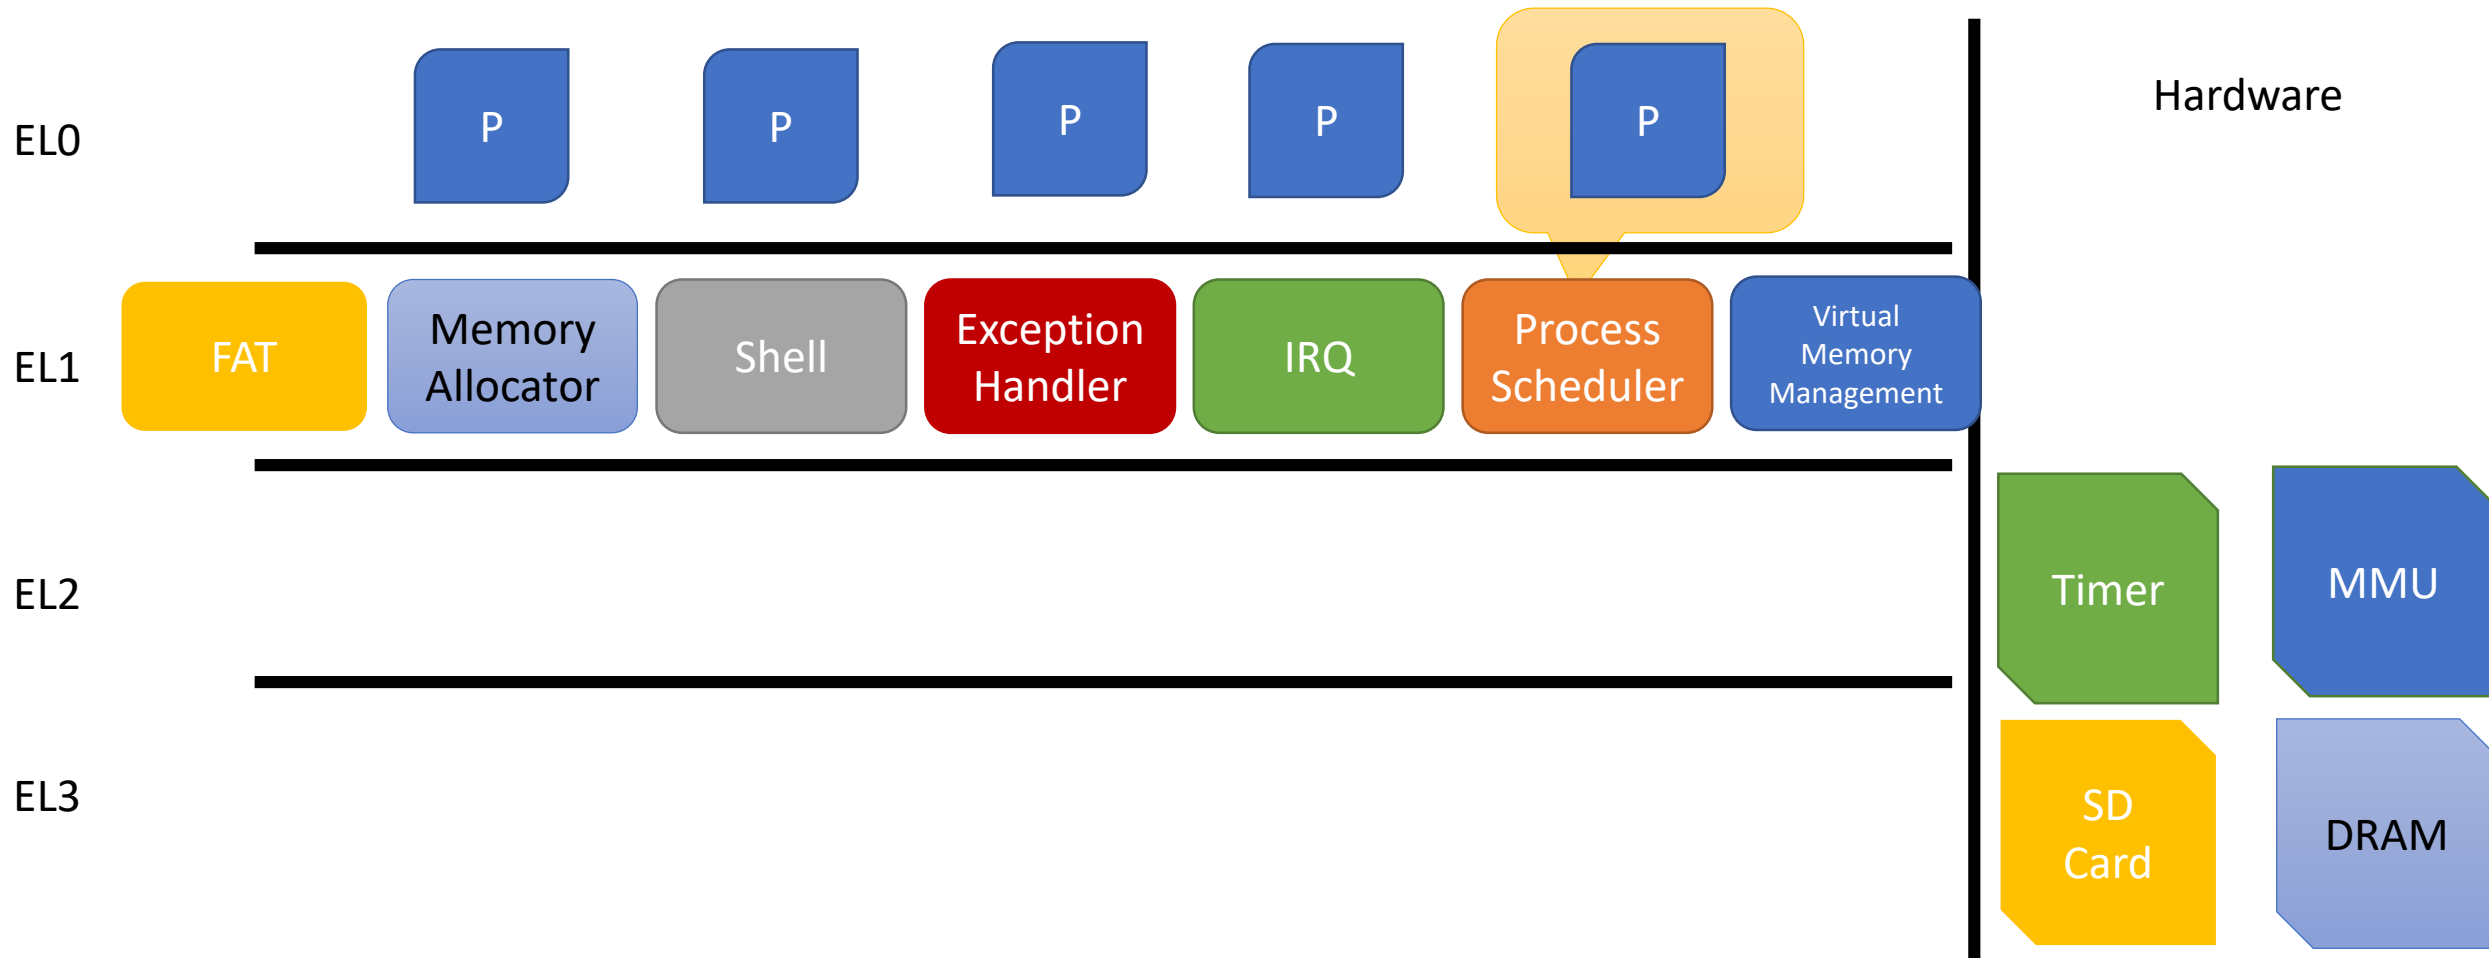 EL0
P
P
P
P
P
Hardware
EL1
FAT
Memory
Allocator
Shell
Exception
Handler
IRQ
Process
Scheduler
Virtual
Memory
Management
EL2
Timer
MMU
EL3
SD
Card
DRAM